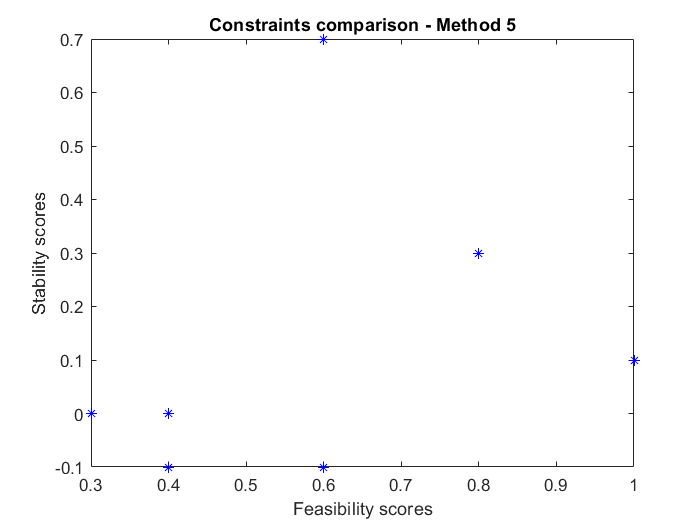 Constraints comparison - Method 5
0.7
0.6
0.5
0.4
0.3
0.2
0.1
0
-0.1
Stability scores
0.3 0.4 0.5 0.6 0.7 0.8 0.9 1
Feasibility scores